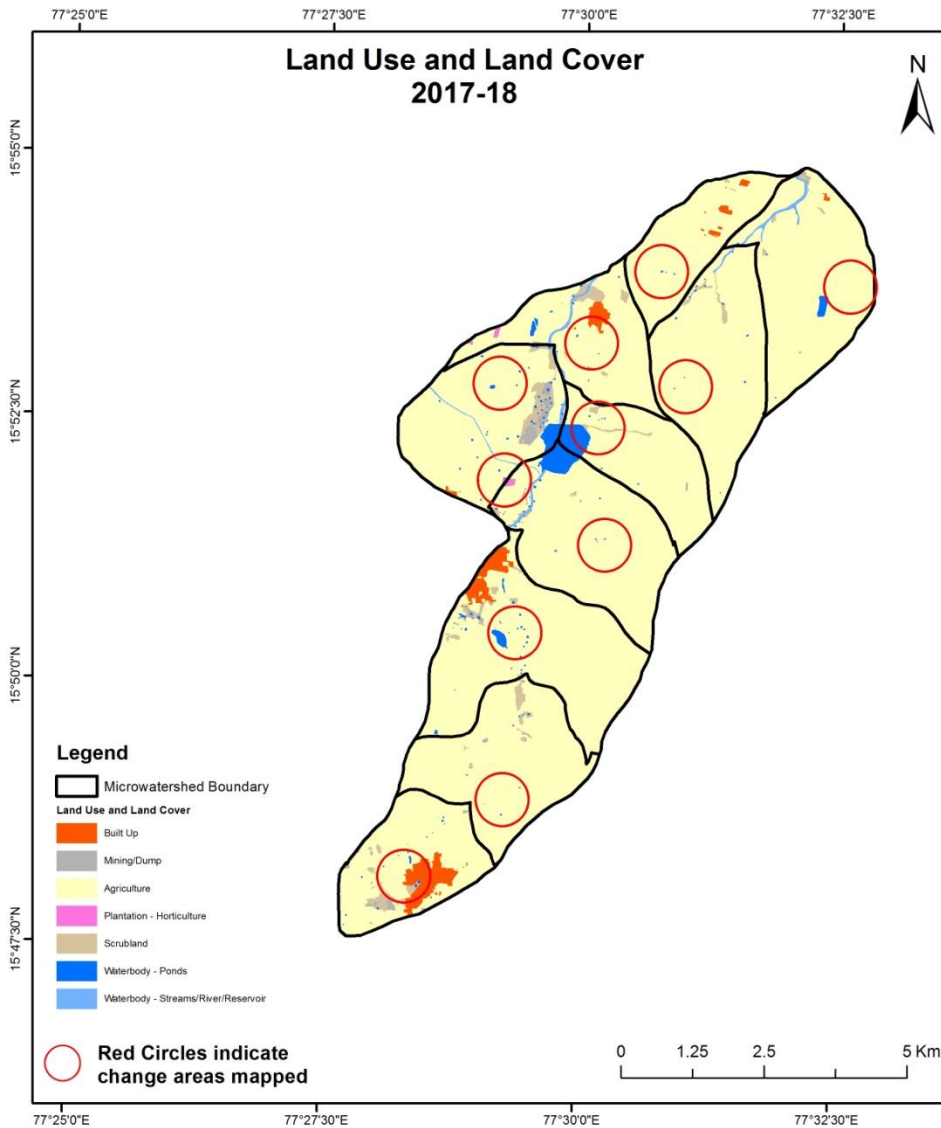 77°25'0"E 77°27'30"E 77°30'0"E 77°32'30"E
Land Use and Land Cover
2017-18
N
15°55'0"N
15°52'30"N
15°50'0"N
15°47'30"N
Legend
Microwatershed Boundary
Land Use and Land Cover
Built Up
Mining/Dump
Agriculture
Plantation - Horticulture
Scrubland
Waterbody - Ponds
Waterbody - Streams/River/Reservoir
Red Circles indicate
change areas mapped
0 1.25 2.5 5 Km
77°25'0"E 77°27'30"E 77°30'0"E 77°32'30"E